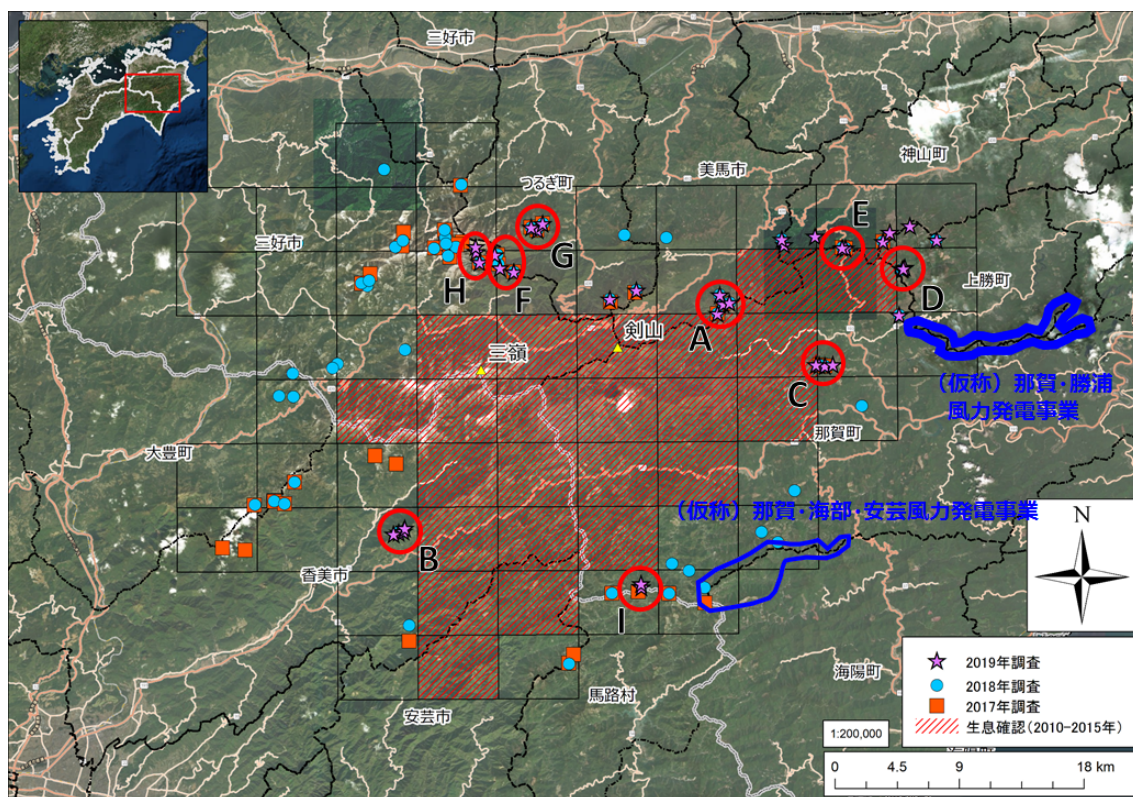 三好市
神山町
美馬市
つるぎ町
E
三好市
G
上勝町
H
F
D
A
剣山
三嶺
C
(仮称)那賀・勝浦
風力発電事業
那賀町
大豊町
(仮称)那賀・海部・安芸風力発電事業
N
B
香美市
I
海陽町
馬路村
安芸市
2019年調査
2018年調査
2017年調査
生息確認(2010-2015年)
1:200,000
0 4.5 9 18 km